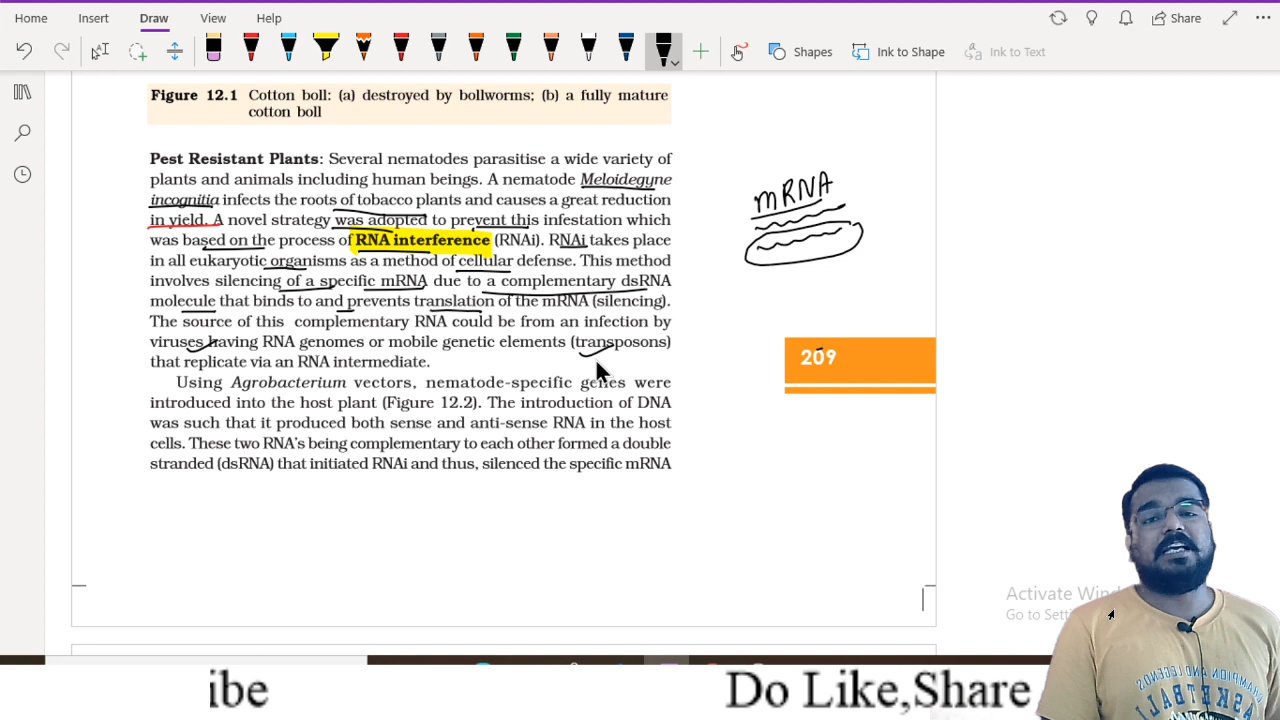 Home Insert Draw View Help Share
Shapes Ink to Shape Ink to Text
Figure 12.1 Cotton boll: (a) destroyed by bollworms; (b) a fully mature
cotton boll
Pest Resistant Plants: Several nematodes parasitise a wide variety of
plants and animals including human beings. A nematode Meloidegyne
incognitia infects the roots of tobacco plants and causes a great reduction
in yield. A novel strategy was adopted to prevent this infestation which
was based on the process of RNA interference (RNAi). RNAi takes place
in all eukaryotic organisms as a method of cellular defense. This method
involves silencing of a specific mRNA due to a complementary dsRNA
molecule that binds to and prevents translation of the mRNA (silencing).
The source of this complementary RNA could be from an infection by
viruses having RNA genomes or mobile genetic elements (transposons)
that replicate via an RNA intermediate.
Using Agrobacterium vectors, nematode-specific genes were
introduced into the host plant (Figure 12.2). The introduction of DNA
was such that it produced both sense and anti-sense RNA in the host
cells. These two RNA's being complementary to each other formed a double
stranded (dsRNA) that initiated RNAi and thus, silenced the specific mRNA
mRNA
209
Activate Win
Go to Setti
CHAMPION AND LEGENDS
BASKETBALL
ibe Do Like,Share